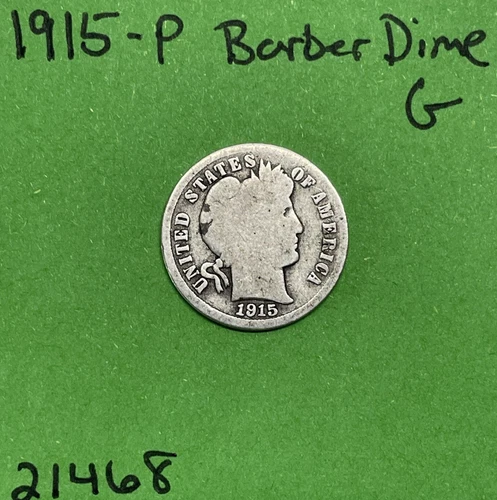 1915-P Barber Dime
G
UNITED STATES OF AMERICA
1915
21468